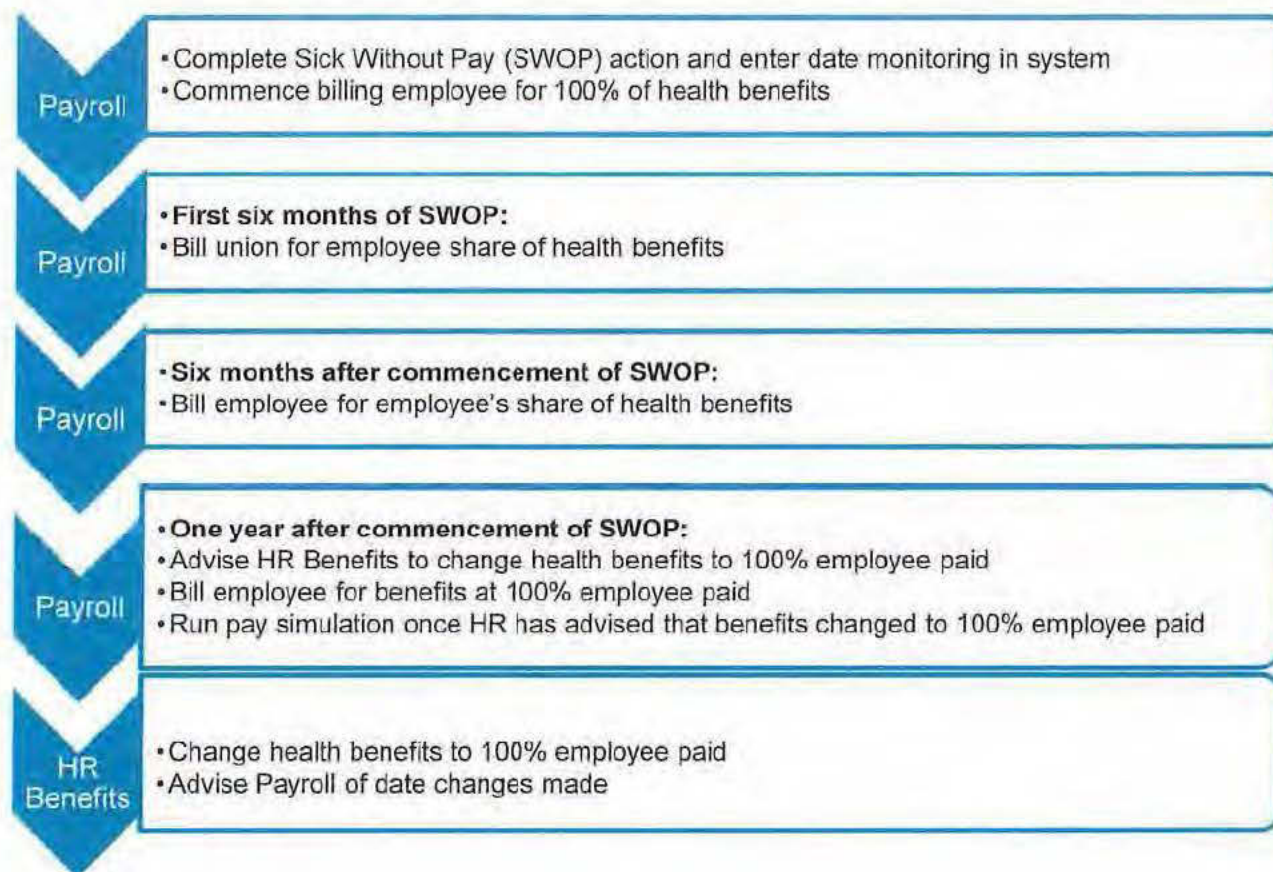 Payroll
•Complete Sick Without Pay (SWOP) action and enter date monitoring in system
•Commence billing employee for 100% of health benefits
Payroll
•First six months of SWOP:
•Bill union for employee share of health benefits
Payroll
•Six months after commencement of SWOP:
•Bill employee for employee's share of health benefits
Payroll
•One year after commencement of SWOP:
•Advise HR Benefits to change health benefits to 100% employee paid
•Bill employee for benefits at 100% employee paid
•Run pay simulation once HR has advised that benefits changed to 100% employee paid
HR
Benefits
•Change health benefits to 100% employee paid
•Advise Payroll of date changes made